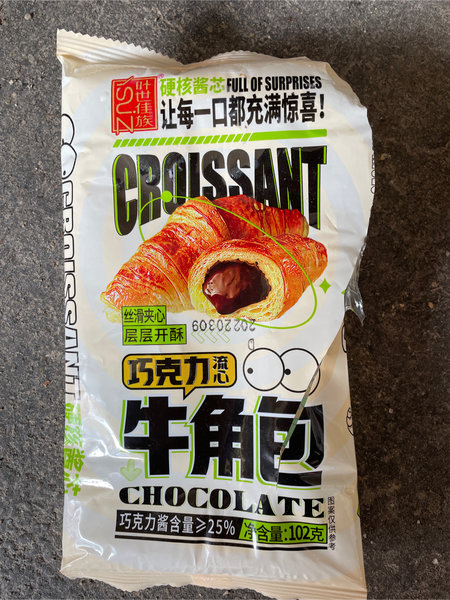 世佳族
硬核酱芯 FULL OF SURPRISES
让每一口都充满惊喜!
CROISSANT
丝滑夹心
层层开酥
20220309
巧克力流心
牛角包
CHOCOLATE
巧克力酱含量≥25% 净含量:102克
图案仅供参考
CROISSANT